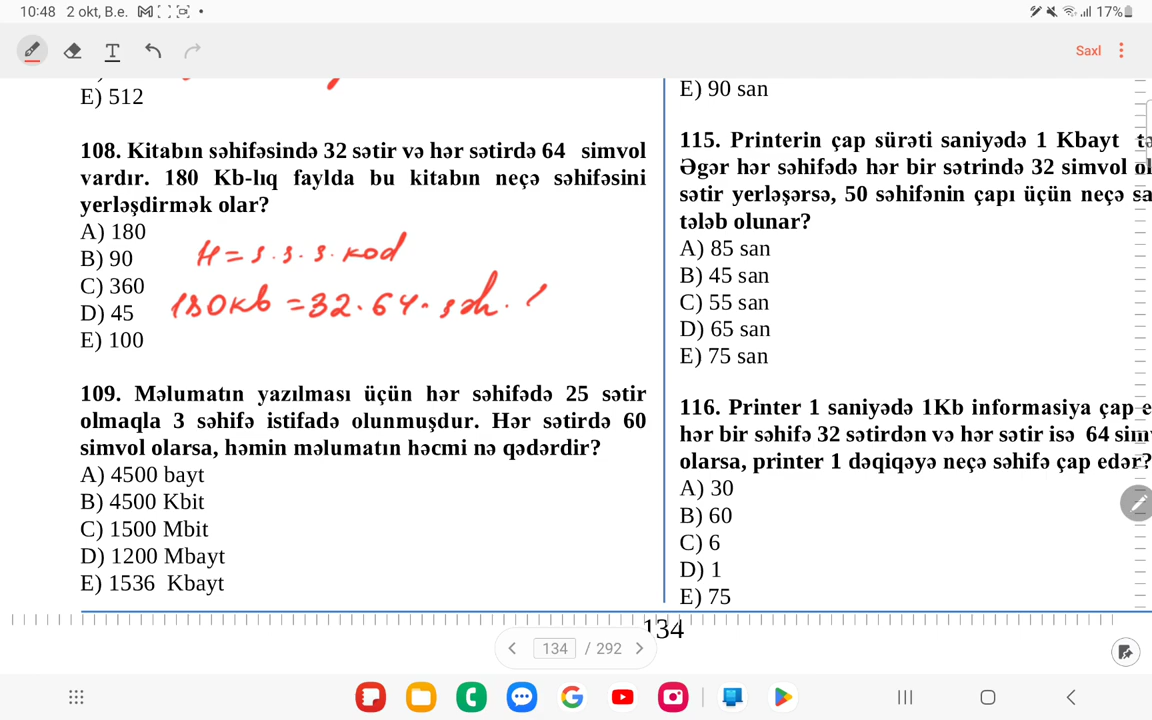 10:48 2 okt, B.e. 17%
Saxl
E) 512
108. Kitabın səhifəsində 32 sətir və hər sətirdə 64 simvol
vardır. 180 Kb-lıq faylda bu kitabın neçə səhifəsini
yerləşdirmək olar?
A) 180
B) 90
C) 360
D) 45
E) 100
H = s.s.s.kod
180Kb = 32.64.səh.
109. Məlumatın yazılması üçün hər səhifədə 25 sətir
olmaqla 3 səhifə istifadə olunmuşdur. Hər sətirdə 60
simvol olarsa, həmin məlumatın həcmi nə qədərdir?
A) 4500 bayt
B) 4500 Kbit
C) 1500 Mbit
D) 1200 Mbayt
E) 1536 Kbayt
E) 90 san
115. Printerin çap sürəti saniyədə 1 Kbayt tə
Əgər hər səhifədə hər bir sətrində 32 simvol ol
sətir yerləşərsə, 50 səhifənin çapı üçün neçə sa
tələb olunar?
A) 85 san
B) 45 san
C) 55 san
D) 65 san
E) 75 san
116. Printer 1 saniyədə 1Kb informasiya çap e
hər bir səhifə 32 sətirdən və hər sətir isə 64 sim
olarsa, printer 1 dəqiqəyə neçə səhifə çap edər?
A) 30
B) 60
C) 6
D) 1
E) 75
134
134 / 292